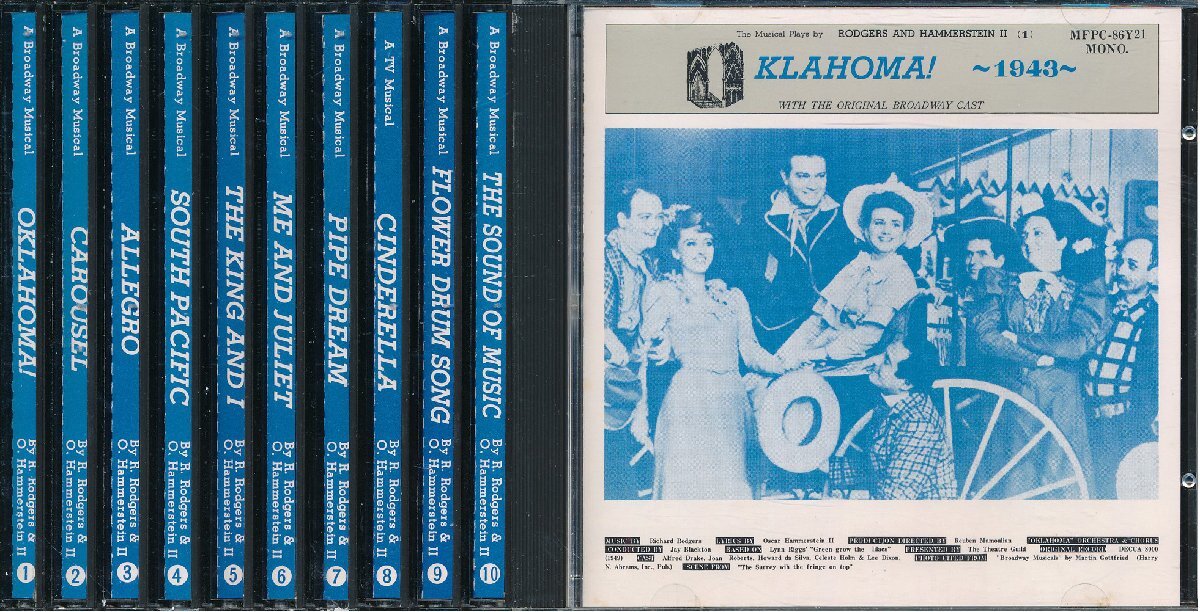 A Broadway Musical OKLAHOMA! By R. Rodgers & O. Hammerstein II 1
A Broadway Musical CAROUSEL By R. Rodgers & O. Hammerstein II 2
A Broadway Musical ALLEGRO By R. Rodgers & O. Hammerstein II 3
A Broadway Musical SOUTH PACIFIC By R. Rodgers & O. Hammerstein II 4
A Broadway Musical THE KING AND I By R. Rodgers & O. Hammerstein II 5
A Broadway Musical ME AND JULIET By R. Rodgers & O. Hammerstein II 6
A Broadway Musical PIPE DREAM By R. Rodgers & O. Hammerstein II 7
A TV Musical CINDERELLA By R. Rodgers & O. Hammerstein II 8
A Broadway Musical FLOWER DRUM SONG By R. Rodgers & O. Hammerstein II 9
A Broadway Musical THE SOUND OF MUSIC By R. Rodgers & O. Hammerstein II 10
The Musical Plays by RODGERS AND HAMMERSTEIN II (1) MFPC-86Y21
MONO.
OKLAHOMA! ~1943~
WITH THE ORIGINAL BROADWAY CAST
MUSIC BY Richard Rodgers LYRICS BY Oscar Hammerstein II PRODUCTION DIRECTED BY Reuben Mamoulian "OKLAHOMA" ORCHESTRA & CHORUS
CONDUCTED BY Jay Blackton BASED ON Lynn Riggs' "Green grow the lilacs" PRESENTED BY The Theatre Guild ORIGINAL RECORD DECCA
(1949) CAST Alfred Drake, Joan Roberts, Howard da Silva, Celeste Holm & Lee Dixon. PHOTO CITED FROM "Broadway Musicals" by Martin Gottfried (Harry
N. Abrams, Inc., Pub.) SCENE FROM "The Surrey with the fringe on top"